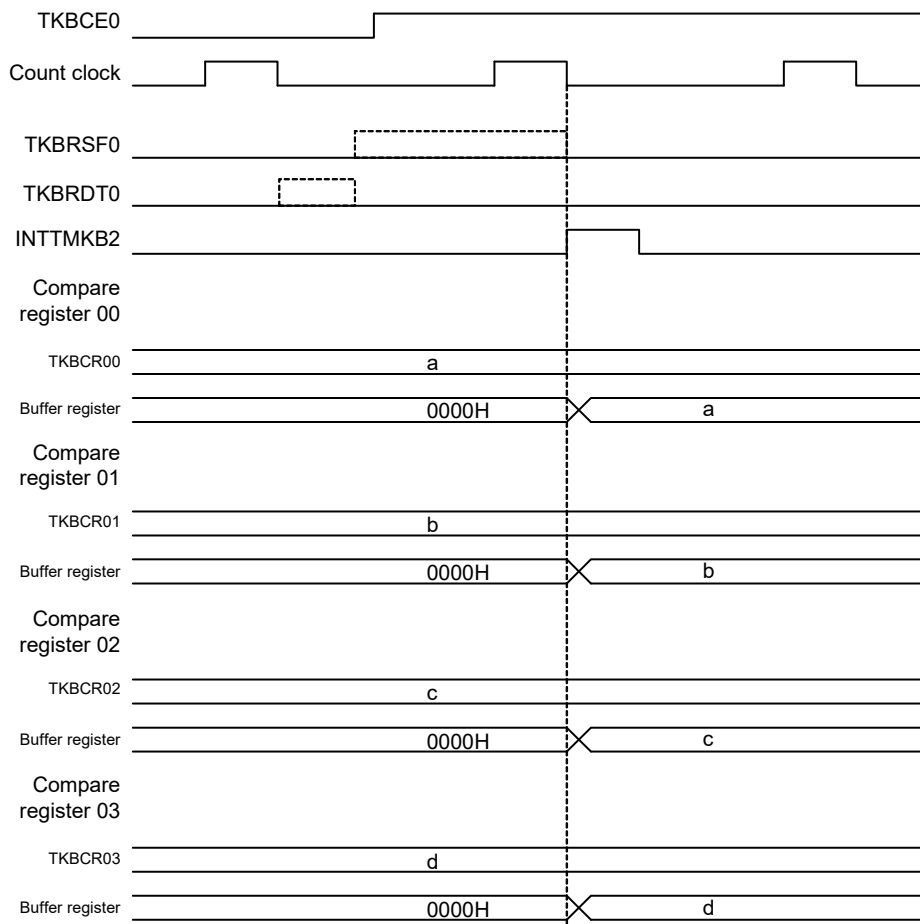 TKBCE0
Count clock
TKBRSF0
TKBRDT0
INTTMKB2
Compare
register 00
TKBCR00
a
Buffer register
0000H
a
Compare
register 01
TKBCR01
b
Buffer register
0000H
b
Compare
register 02
TKBCR02
c
Buffer register
0000H
c
Compare
register 03
TKBCR03
d
Buffer register
0000H
d